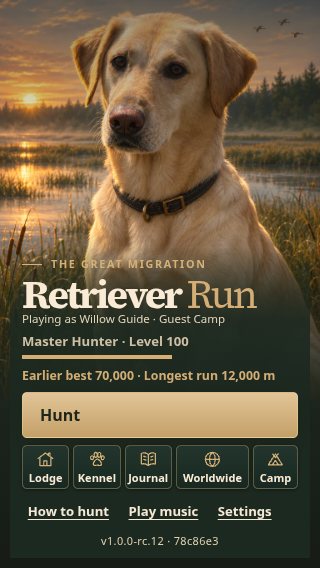 THE GREAT MIGRATION
Retriever Run
Playing as Willow Guide · Guest Camp
Master Hunter · Level 100
Earlier best 70,000 · Longest run 12,000 m
Hunt
Lodge Kennel Journal Worldwide Camp
How to hunt Play music Settings
v1.0.0-rc.12 · 78c86e3